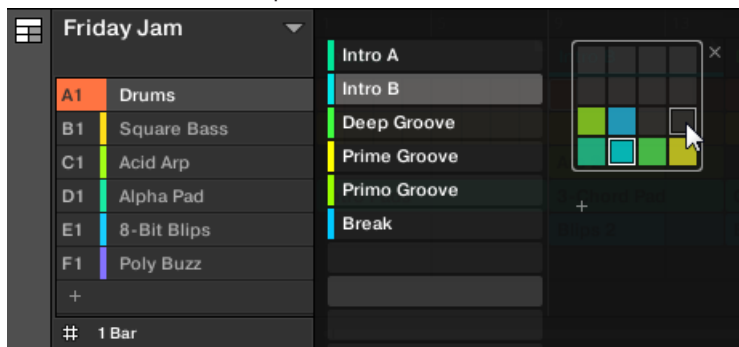 Friday Jam
A1 Drums
B1 Square Bass
C1 Acid Arp
D1 Alpha Pad
E1 8-Bit Blips
F1 Poly Buzz
+
1 Bar
Intro A
Intro B
Deep Groove
Prime Groove
Primo Groove
Break
×
+